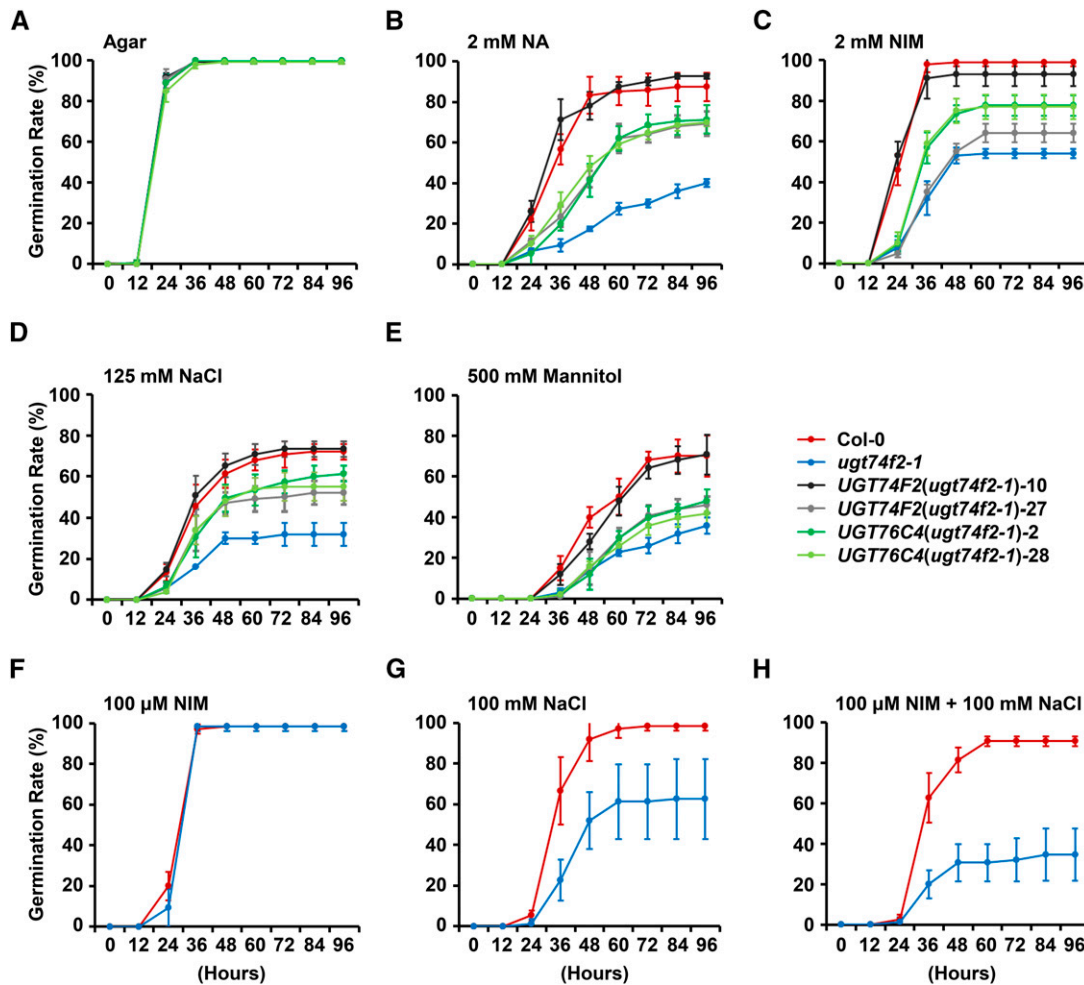 A
Agar
Germination Rate (%)
100
80
60
40
20
0
0 12 24 36 48 60 72 84 96
B
2 mM NA
100
80
60
40
20
0
0 12 24 36 48 60 72 84 96
C
2 mM NIM
100
80
60
40
20
0
0 12 24 36 48 60 72 84 96
D
125 mM NaCl
Germination Rate (%)
100
80
60
40
20
0
0 12 24 36 48 60 72 84 96
E
500 mM Mannitol
100
80
60
40
20
0
0 12 24 36 48 60 72 84 96
Col-0
ugt74f2-1
UGT74F2(ugt74f2-1)-10
UGT74F2(ugt74f2-1)-27
UGT76C4(ugt74f2-1)-2
UGT76C4(ugt74f2-1)-28
F
100 µM NIM
Germination Rate (%)
100
80
60
40
20
0
0 12 24 36 48 60 72 84 96
(Hours)
G
100 mM NaCl
100
80
60
40
20
0
0 12 24 36 48 60 72 84 96
(Hours)
H
100 µM NIM + 100 mM NaCl
100
80
60
40
20
0
0 12 24 36 48 60 72 84 96
(Hours)